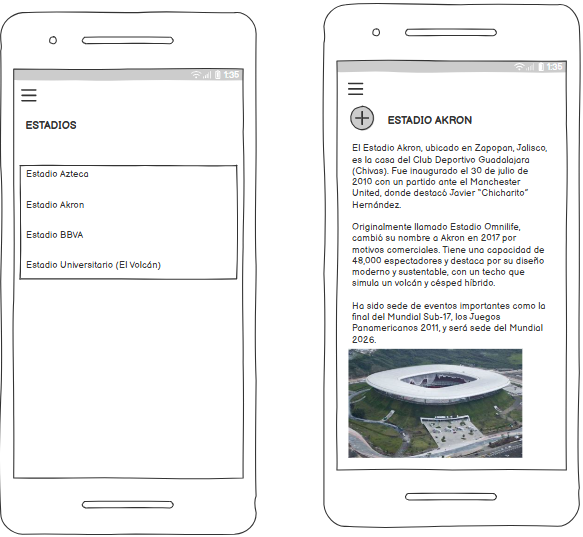 1:35
ESTADIOS
Estadio Azteca
Estadio Akron
Estadio BBVA
Estadio Universitario (El Volcán)
1:35
ESTADIO AKRON
El Estadio Akron, ubicado en Zapopan, Jalisco,
es la casa del Club Deportivo Guadalajara
(Chivas). Fue inaugurado el 30 de julio de
2010 con un partido ante el Manchester
United, donde destacó Javier "Chicharito"
Hernández.
Originalmente llamado Estadio Omnilife,
cambió su nombre a Akron en 2017 por
motivos comerciales. Tiene una capacidad de
48,000 espectadores y destaca por su diseño
moderno y sustentable, con un techo que
simula un volcán y césped híbrido.
Ha sido sede de eventos importantes como la
final del Mundial Sub-17, los Juegos
Panamericanos 2011, y será sede del Mundial
2026.